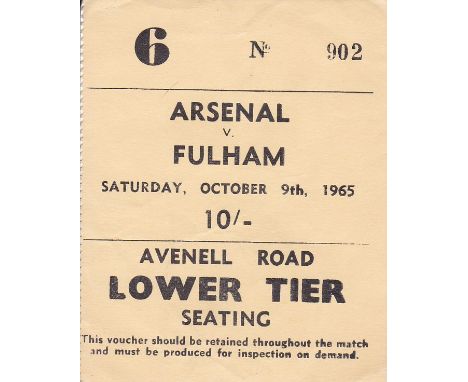 6 Nº 902
ARSENAL
V.
FULHAM
SATURDAY, OCTOBER 9th, 1965
10/-
AVENELL ROAD
LOWER TIER
SEATING
This voucher should be retained throughout the match
and must be produced for inspection on demand.